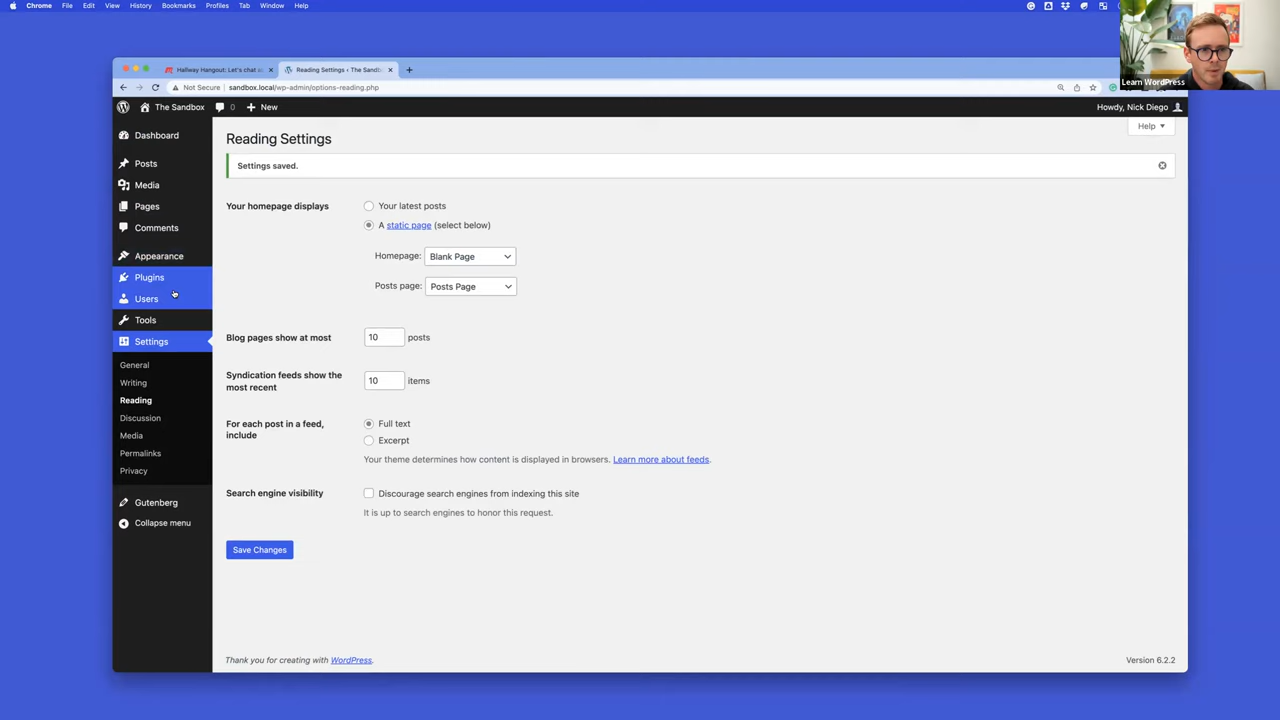 Chrome File Edit View History Bookmarks Profiles Tab Window Help
Learn WordPress
Hallway Hangout: Let's chat a
Reading Settings ‹ The Sandb
Not Secure sandbox.local/wp-admin/options-reading.php
The Sandbox 0 New
Howdy, Nick Diego
Help
Dashboard
Posts
Media
Pages
Comments
Appearance
Plugins
Users
Tools
Settings
General
Writing
Reading
Discussion
Media
Permalinks
Privacy
Gutenberg
Collapse menu
Reading Settings
Settings saved.
Your homepage displays
Your latest posts
A static page (select below)
Homepage: Blank Page
Posts page: Posts Page
Blog pages show at most 10 posts
Syndication feeds show the
most recent
10 items
For each post in a feed,
include
Full text
Excerpt
Your theme determines how content is displayed in browsers. Learn more about feeds.
Search engine visibility
Discourage search engines from indexing this site
It is up to search engines to honor this request.
Save Changes
Thank you for creating with WordPress.
Version 6.2.2